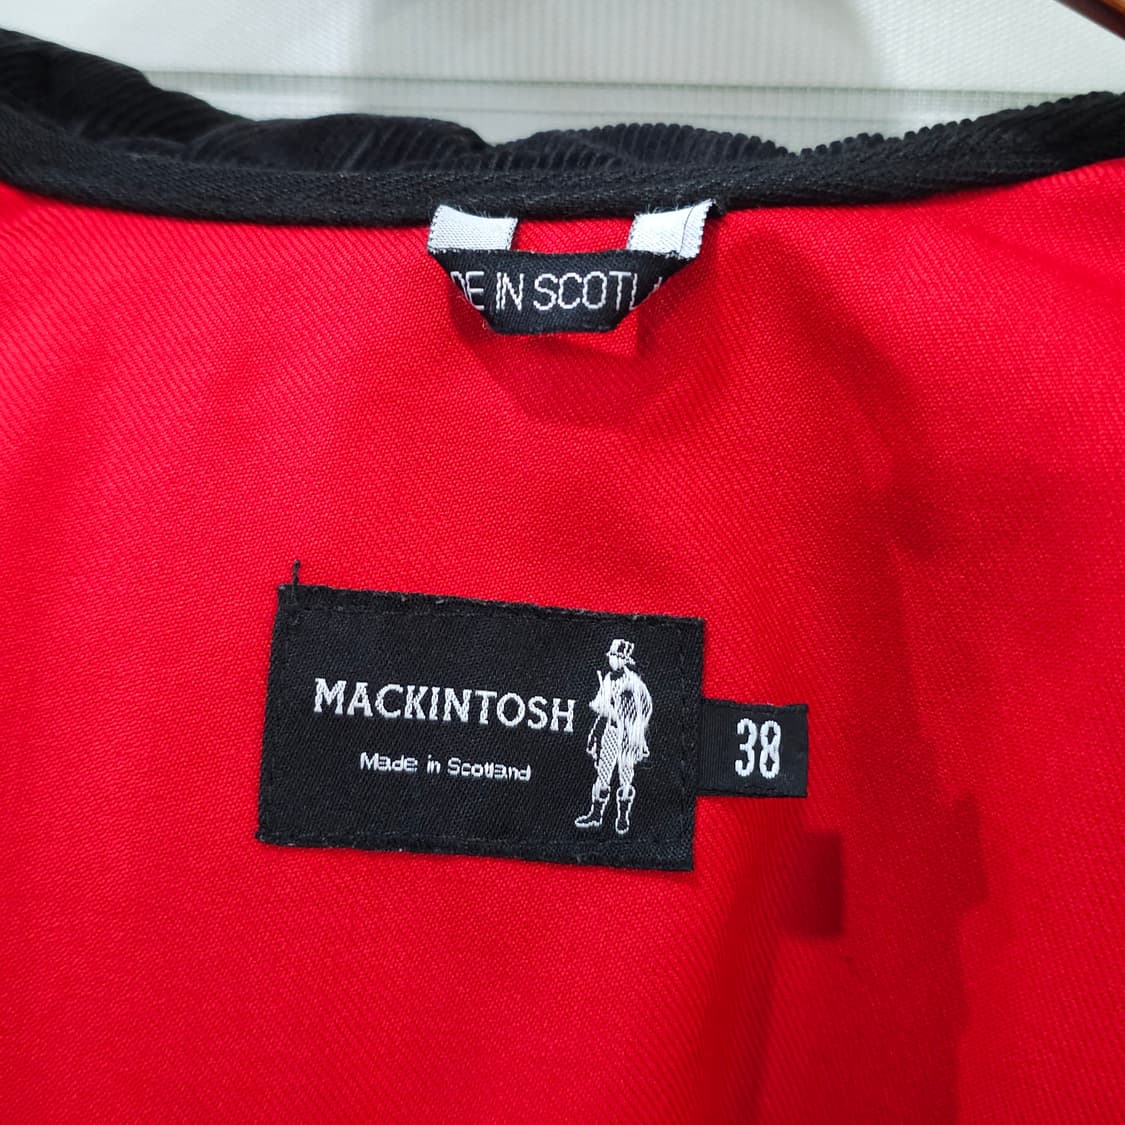 DE IN SCOTL
MACKINTOSH
Made in Scotland
38